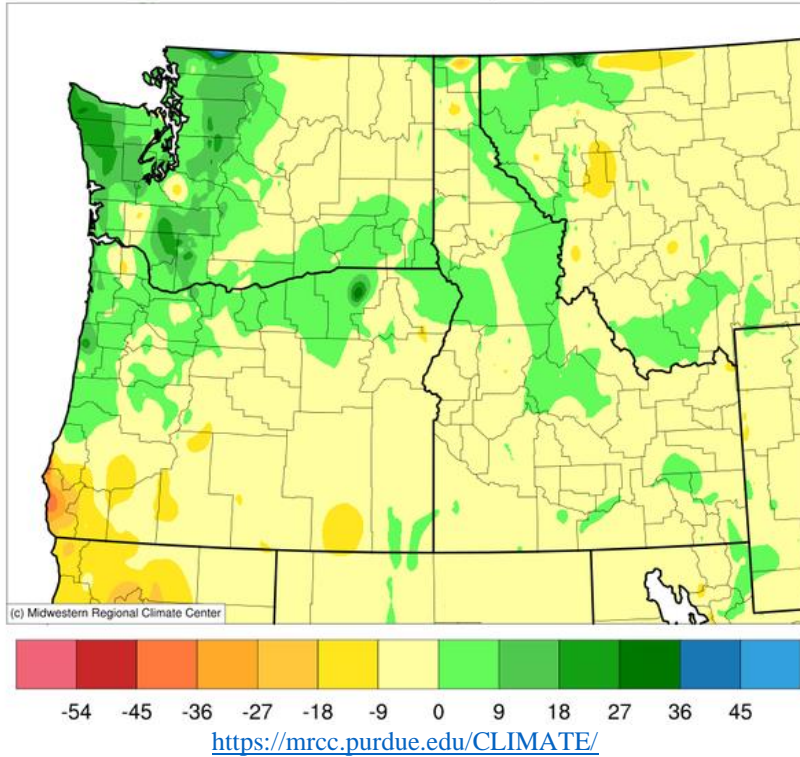 (c) Midwestern Regional Climate Center
-54 -45 -36 -27 -18 -9 0 9 18 27 36 45
https://mrcc.purdue.edu/CLIMATE/